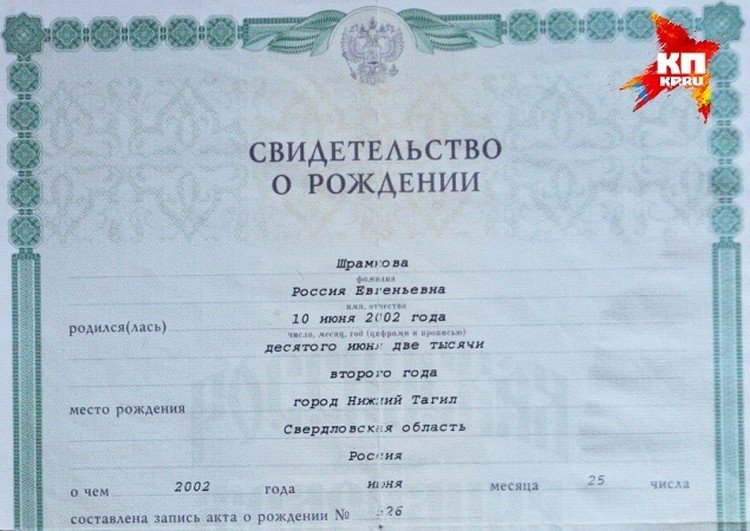 КП
KP.RU
СВИДЕТЕЛЬСТВО
О РОЖДЕНИИ
Шрамкова
фамилия
Россия Евгеньевна
имя, отчество
родился(лась) 10 июня 2002 года
число, месяц, год (цифрами и прописью)
десятого июня две тысячи
второго года
место рождения город Нижний Тагил
Свердловская область
Россия
о чем 2002 года июня месяца 25 числа
составлена запись акта о рождении №